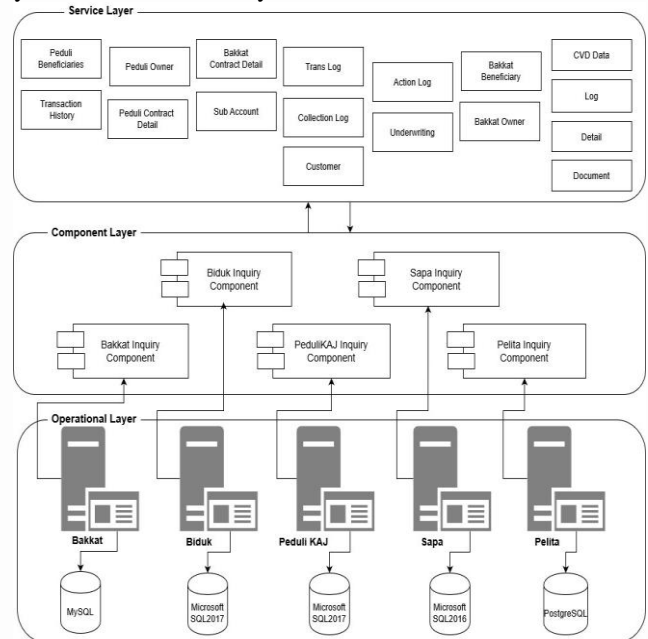 Service Layer
Peduli
Beneficiaries
Peduli Owner
Bakkat
Contract Detail
Trans Log
Action Log
Bakkat
Beneficiary
CVD Data
Transaction
History
Peduli Contract
Detail
Sub Account
Collection Log
Underwriting
Bakkat Owner
Log
Detail
Customer
Document
Component Layer
Biduk Inquiry
Component
Sapa Inquiry
Component
Bakkat Inquiry
Component
PeduliKAJ Inquiry
Component
Pelita Inquiry
Component
Operational Layer
Bakkat
Biduk
Peduli KAJ
Sapa
Pelita
MySQL
Microsoft
SQL2017
Microsoft
SQL2017
Microsoft
SQL2016
PostgreSQL